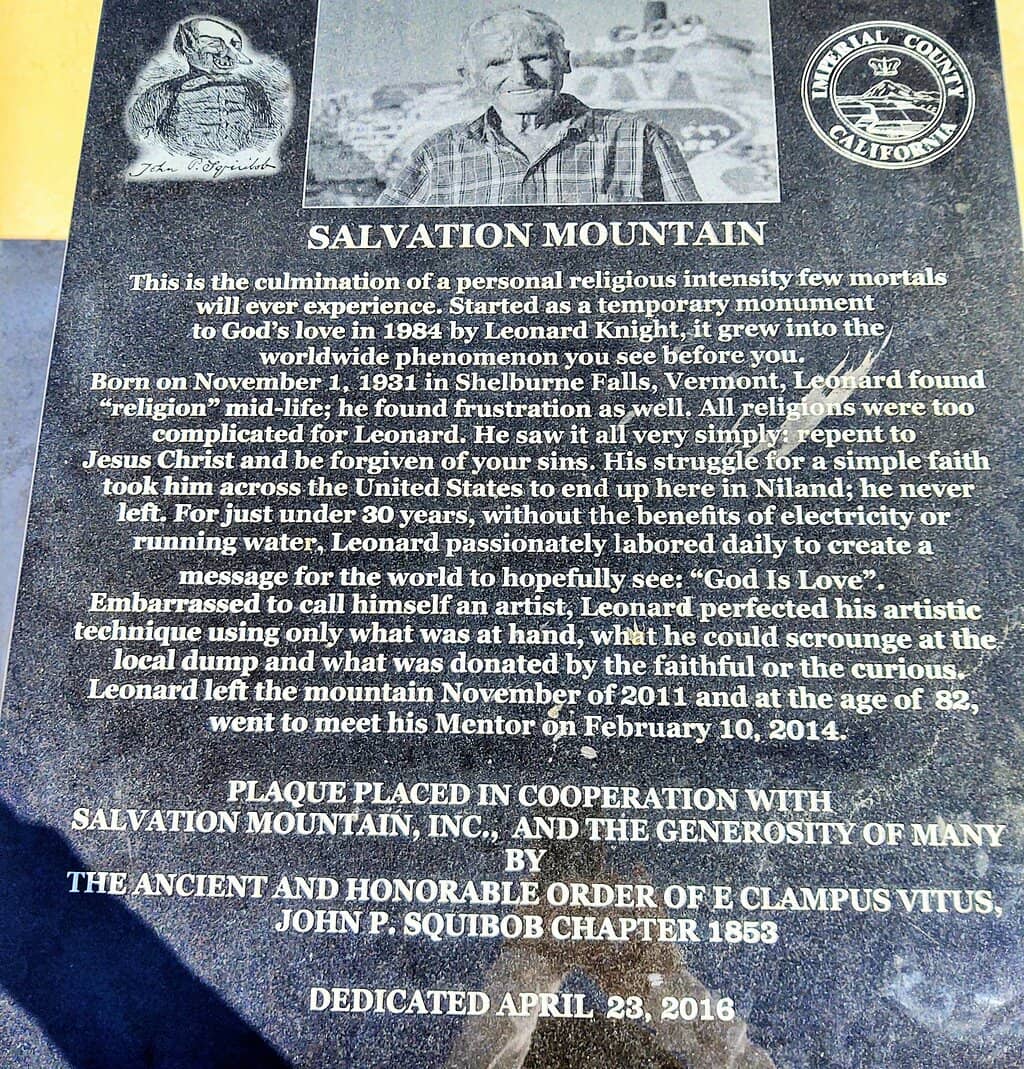 John P. Squibob
IMPERIAL COUNTY
CALIFORNIA
SALVATION MOUNTAIN
This is the culmination of a personal religious intensity few mortals
will ever experience. Started as a temporary monument
to God's love in 1984 by Leonard Knight, it grew into the
worldwide phenomenon you see before you.
Born on November 1, 1931 in Shelburne Falls, Vermont, Leonard found
“religion” mid-life; he found frustration as well. All religions were too
complicated for Leonard. He saw it all very simply: repent to
Jesus Christ and be forgiven of your sins. His struggle for a simple faith
took him across the United States to end up here in Niland; he never
left. For just under 30 years, without the benefits of electricity or
running water, Leonard passionately labored daily to create a
message for the world to hopefully see: “God Is Love”.
Embarrassed to call himself an artist, Leonard perfected his artistic
technique using only what was at hand, what he could scrounge at the
local dump and what was donated by the faithful or the curious.
Leonard left the mountain November of 2011 and at the age of 82,
went to meet his Mentor on February 10, 2014.
PLAQUE PLACED IN COOPERATION WITH
SALVATION MOUNTAIN, INC., AND THE GENEROSITY OF MANY
BY
THE ANCIENT AND HONORABLE ORDER OF E CLAMPUS VITUS,
JOHN P. SQUIBOB CHAPTER 1853
DEDICATED APRIL 23, 2016